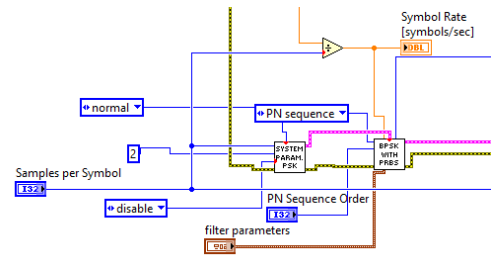 Symbol Rate
[symbols/sec]
÷
DBL
normal
PN sequence
SYSTEM
PARAM.
PSK
BPSK
WITH
PRBS
2
Samples per Symbol
I32
disable
PN Sequence Order
I32
filter parameters